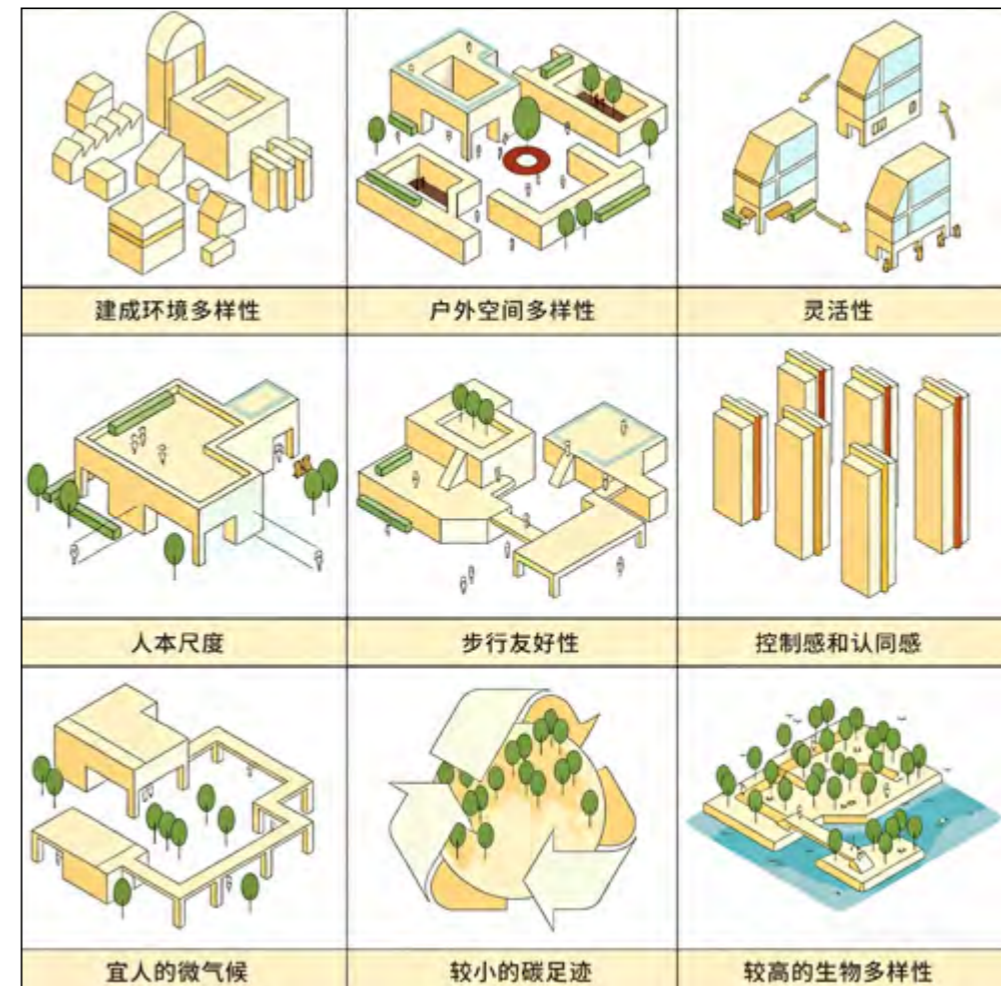 建成环境多样性
户外空间多样性
灵活性
人本尺度
步行友好性
控制感和认同感
宜人的微气候
较小的碳足迹
较高的生物多样性